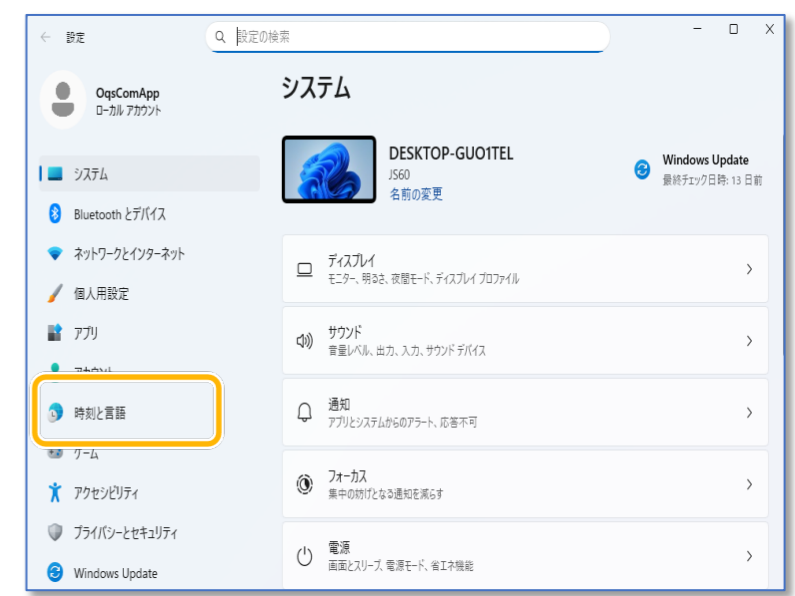 設定
設定の検索
OqsComApp
ローカル アカウント
システム
Bluetooth とデバイス
ネットワークとインターネット
個人用設定
アプリ
アカウント
時刻と言語
ゲーム
アクセシビリティ
プライバシーとセキュリティ
Windows Update
システム
DESKTOP-GUO1TEL
JS60
名前の変更
Windows Update
最終チェック日時: 13 日前
ディスプレイ
モニター、明るさ、夜間モード、ディスプレイ プロファイル
サウンド
音量レベル、出力、入力、サウンド デバイス
通知
アプリとシステムからのアラート、応答不可
フォーカス
集中の妨げとなる通知を減らす
電源
画面とスリープ、電源モード、省エネ機能